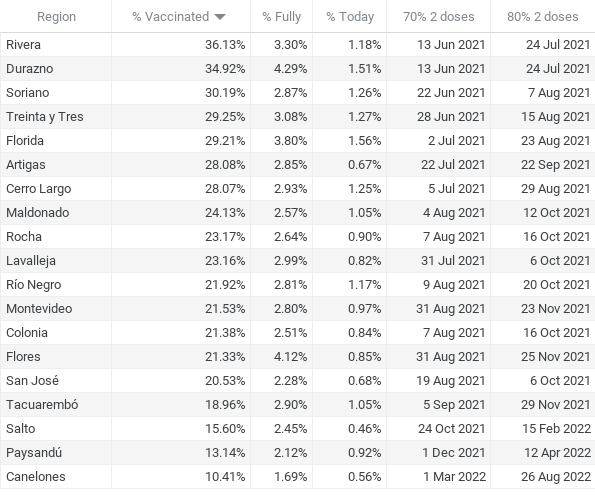 Region % Vaccinated % Fully % Today 70% 2 doses 80% 2 doses
Rivera 36.13% 3.30% 1.18% 13 Jun 2021 24 Jul 2021
Durazno 34.92% 4.29% 1.51% 13 Jun 2021 24 Jul 2021
Soriano 30.19% 2.87% 1.26% 22 Jun 2021 7 Aug 2021
Treinta y Tres 29.25% 3.08% 1.27% 28 Jun 2021 15 Aug 2021
Florida 29.21% 3.80% 1.56% 2 Jul 2021 23 Aug 2021
Artigas 28.08% 2.85% 0.67% 22 Jul 2021 22 Sep 2021
Cerro Largo 28.07% 2.93% 1.25% 5 Jul 2021 29 Aug 2021
Maldonado 24.13% 2.57% 1.05% 4 Aug 2021 12 Oct 2021
Rocha 23.17% 2.64% 0.90% 7 Aug 2021 16 Oct 2021
Lavalleja 23.16% 2.99% 0.82% 31 Jul 2021 6 Oct 2021
Río Negro 21.92% 2.81% 1.17% 9 Aug 2021 20 Oct 2021
Montevideo 21.53% 2.80% 0.97% 31 Aug 2021 23 Nov 2021
Colonia 21.38% 2.51% 0.84% 7 Aug 2021 16 Oct 2021
Flores 21.33% 4.12% 0.85% 31 Aug 2021 25 Nov 2021
San José 20.53% 2.28% 0.68% 19 Aug 2021 6 Oct 2021
Tacuarembó 18.96% 2.90% 1.05% 5 Sep 2021 29 Nov 2021
Salto 15.60% 2.45% 0.46% 24 Oct 2021 15 Feb 2022
Paysandú 13.14% 2.12% 0.92% 1 Dec 2021 12 Apr 2022
Canelones 10.41% 1.69% 0.56% 1 Mar 2022 26 Aug 2022